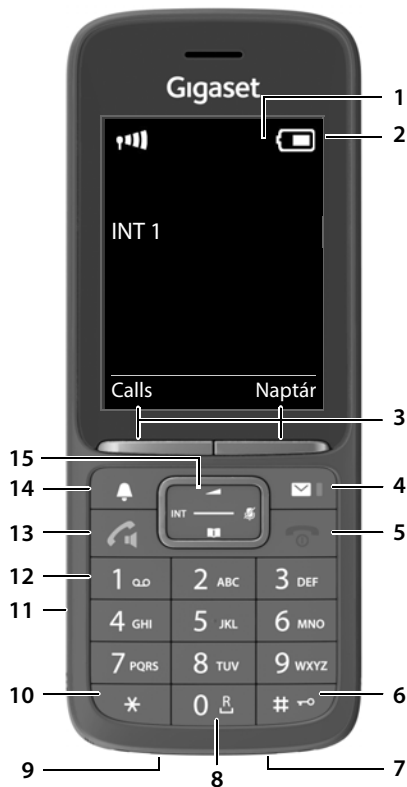 Gigaset
1
2
INT 1
Calls Naptár
3
15
14
4
INT
13
5
12
1 2 ABC 3 DEF
11
4 GHI 5 JKL 6 MNO
7 PQRS 8 TUV 9 WXYZ
10
* 0 R #
6
9
8
7